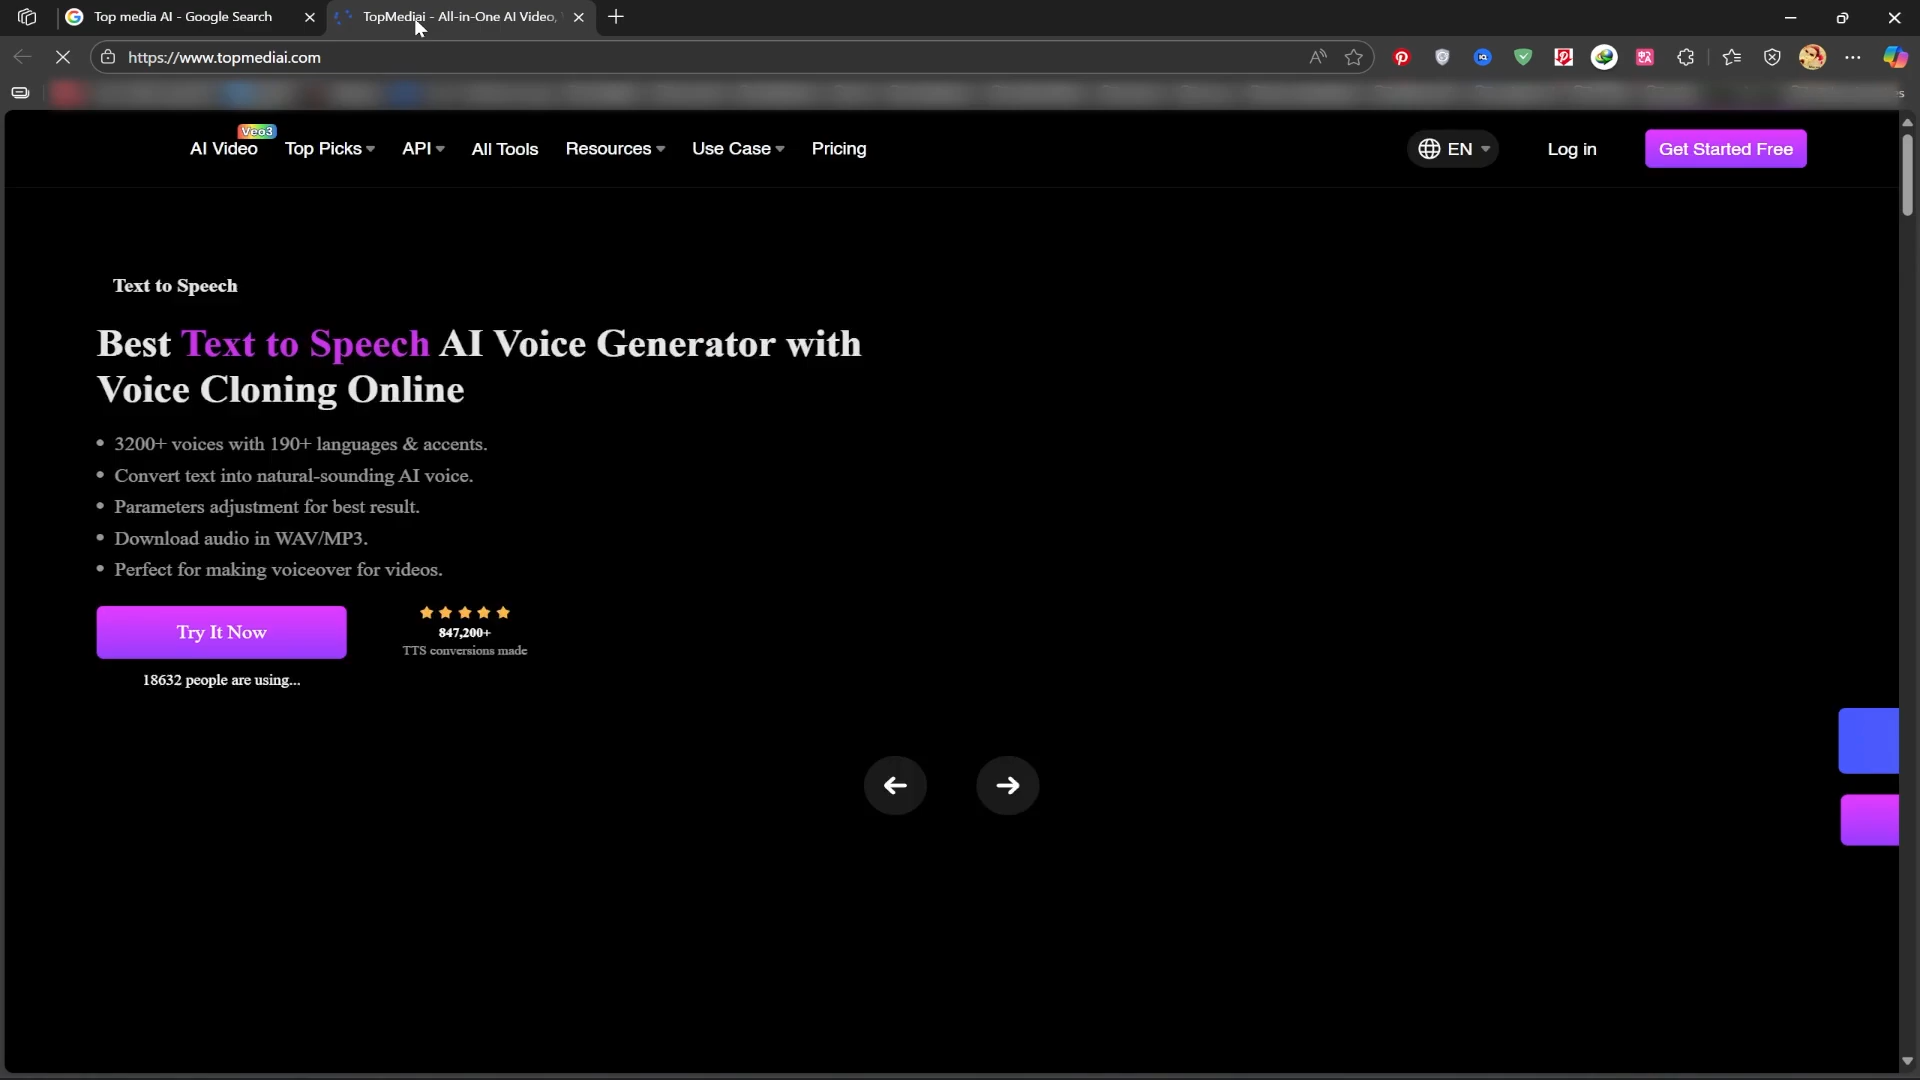 Top media AI - Google Search
TopMediai - All-in-One AI Video,
https://www.topmediai.com
Veo3
AI Video
Top Picks
API
All Tools
Resources
Use Case
Pricing
EN
Log in
Get Started Free
Text to Speech
Best Text to Speech AI Voice Generator with
Voice Cloning Online
• 3200+ voices with 190+ languages & accents.
• Convert text into natural-sounding AI voice.
• Parameters adjustment for best result.
• Download audio in WAV/MP3.
• Perfect for making voiceover for videos.
Try It Now
847,200+
TTS conversions made
18632 people are using...